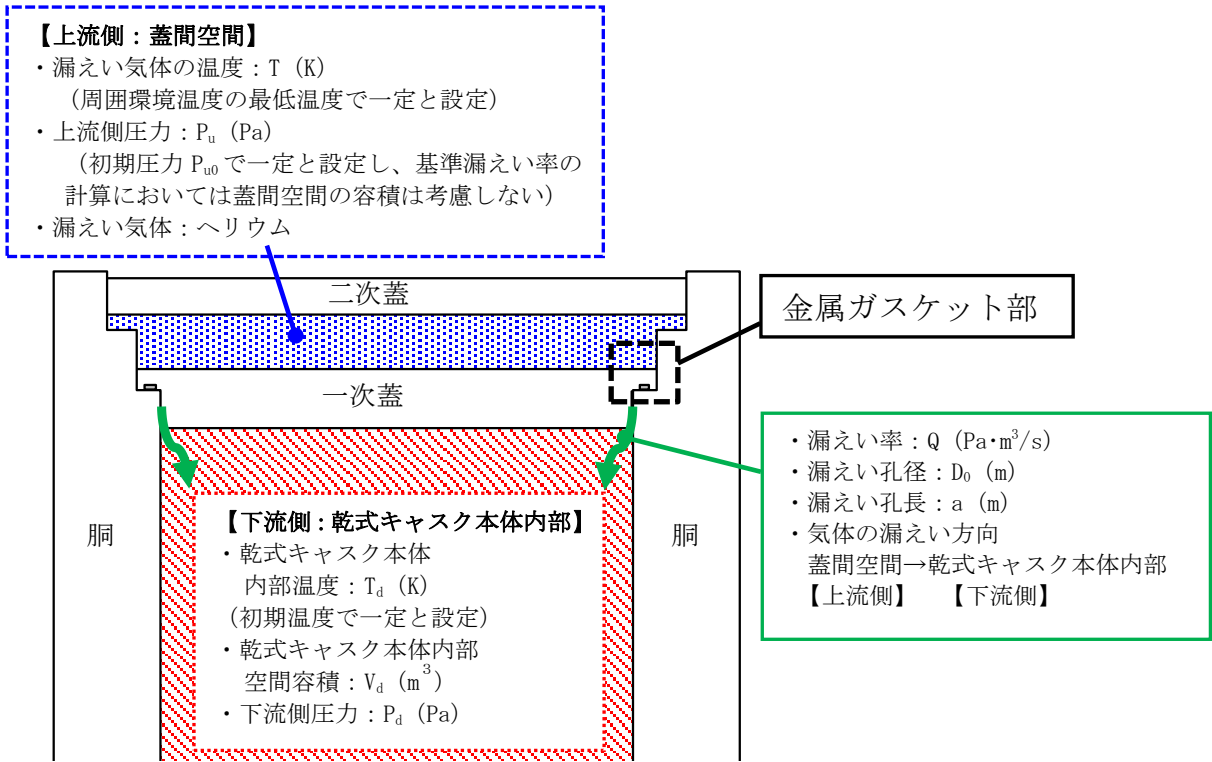 【上流側：蓋間空間】
・漏えい気体の温度：T (K)
（周囲環境温度の最低温度で一定と設定）
・上流側圧力：Pu (Pa)
（初期圧力 Pu0 で一定と設定し、基準漏えい率の
計算においては蓋間空間の容積は考慮しない）
・漏えい気体：ヘリウム
二次蓋
金属ガスケット部
一次蓋
・漏えい率：Q (Pa･m³/s)
・漏えい孔径：D₀ (m)
・漏えい孔長：a (m)
・気体の漏えい方向
蓋間空間→乾式キャスク本体内部
【上流側】 【下流側】
胴
【下流側：乾式キャスク本体内部】
・乾式キャスク本体
内部温度：Td (K)
（初期温度で一定と設定）
・乾式キャスク本体内部
空間容積：Vd (m³)
・下流側圧力：Pd (Pa)
胴